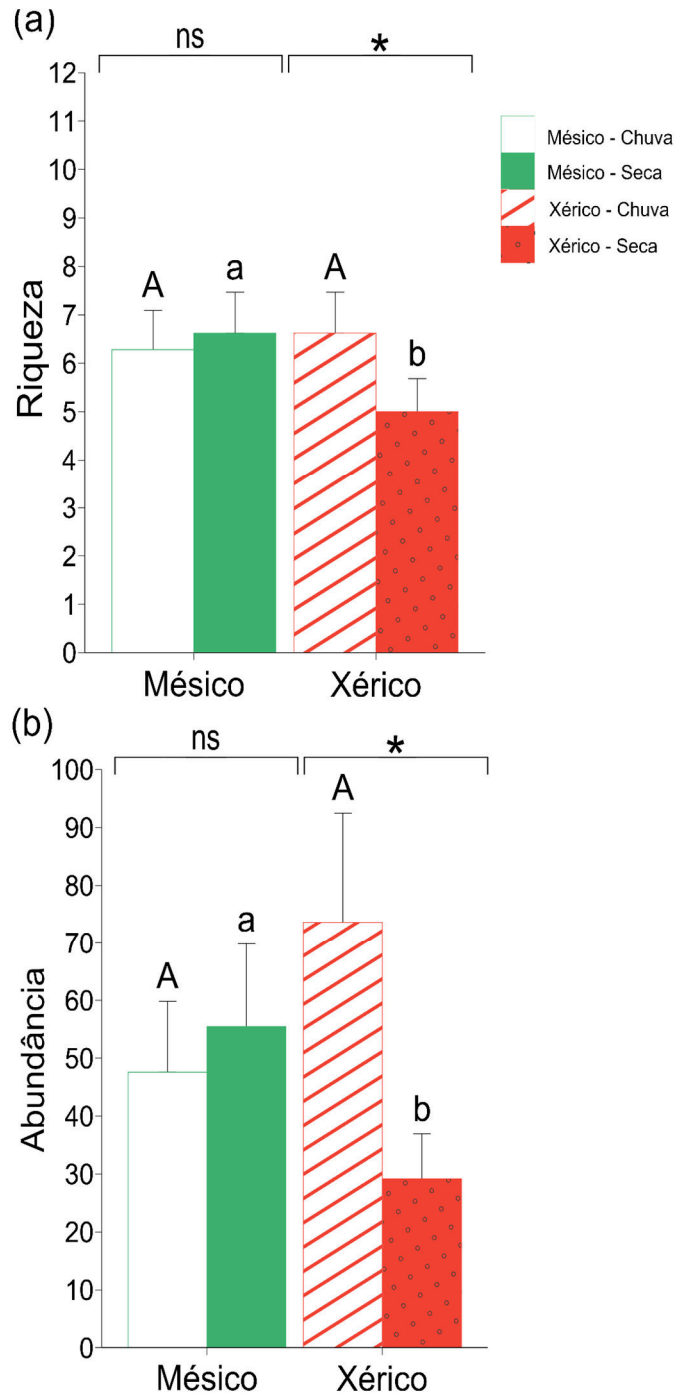 (a)
ns *
12
11
10
9
8
7
6
5
4
3
2
1
0
Riqueza
A a A b
Mésico Xérico
Mésico - Chuva
Mésico - Seca
Xérico - Chuva
Xérico - Seca
(b)
ns *
100
90
80
70
60
50
40
30
20
10
0
Abundância
A a A b
Mésico Xérico